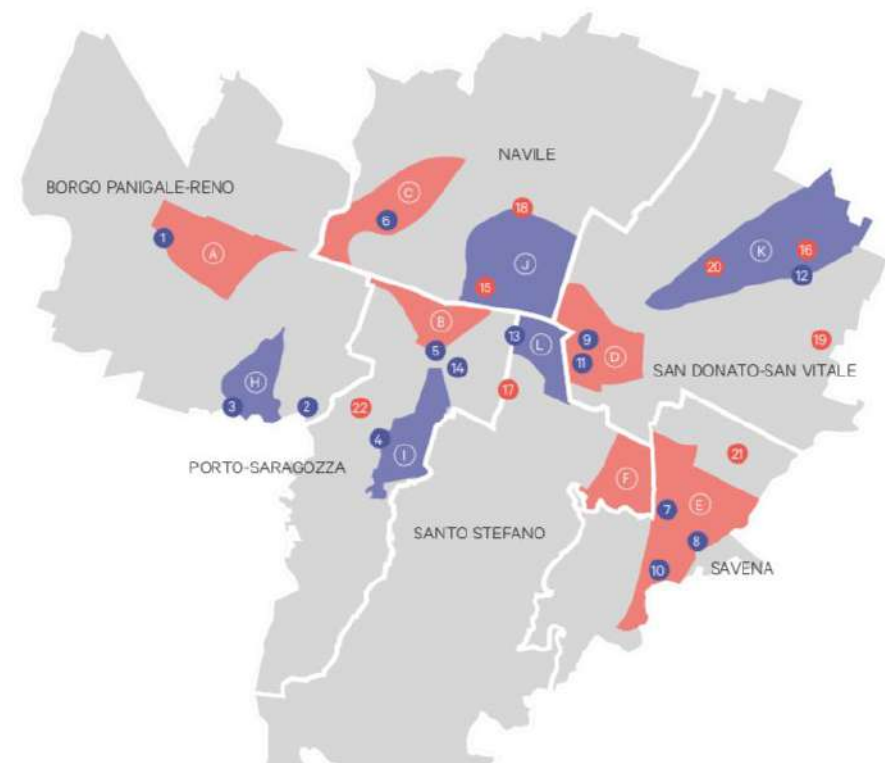 NAVILE
BORGO PANIGALE-RENO
C
6
18
1
A
J
K
16
20
12
15
B
13
L
9
19
5
11
D
14
SAN DONATO-SAN VITALE
H
17
3
2
22
4
21
I
PORTO-SARAGOZZA
F
E
7
SANTO STEFANO
8
10
SAVENA